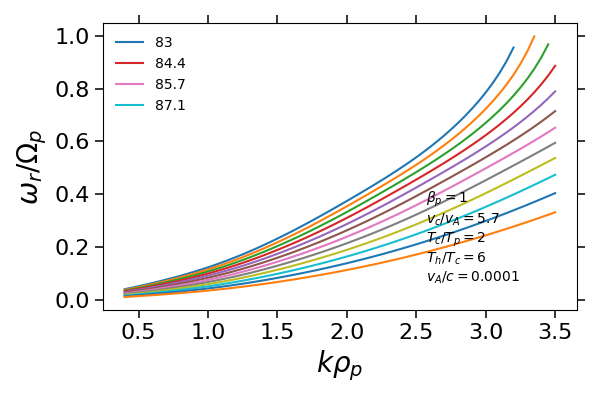 83
84.4
85.7
87.1
β_p = 1
v_c/v_A = 5.7
T_c/T_p = 2
T_h/T_c = 6
v_A/c = 0.0001
ω_r/Ω_p
1.0
0.8
0.6
0.4
0.2
0.0
0.5 1.0 1.5 2.0 2.5 3.0 3.5
kρ_p